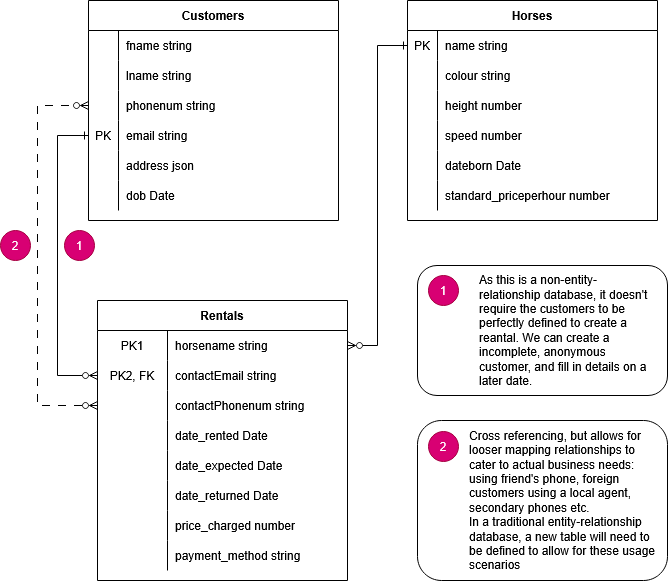 Customers
fname string
lname string
phonenum string
PK email string
address json
dob Date
Horses
PK name string
colour string
height number
speed number
dateborn Date
standard_priceperhour number
2
1
Rentals
PK1 horsename string
PK2, FK contactEmail string
contactPhonenum string
date_rented Date
date_expected Date
date_returned Date
price_charged number
payment_method string
1
As this is a non-entity-
relationship database, it doesn't
require the customers to be
perfectly defined to create a
reantal. We can create a
incomplete, anonymous
customer, and fill in details on a
later date.
2
Cross referencing, but allows for
looser mapping relationships to
cater to actual business needs:
using friend's phone, foreign
customers using a local agent,
secondary phones etc.
In a traditional entity-relationship
database, a new table will need to
be defined to allow for these usage
scenarios